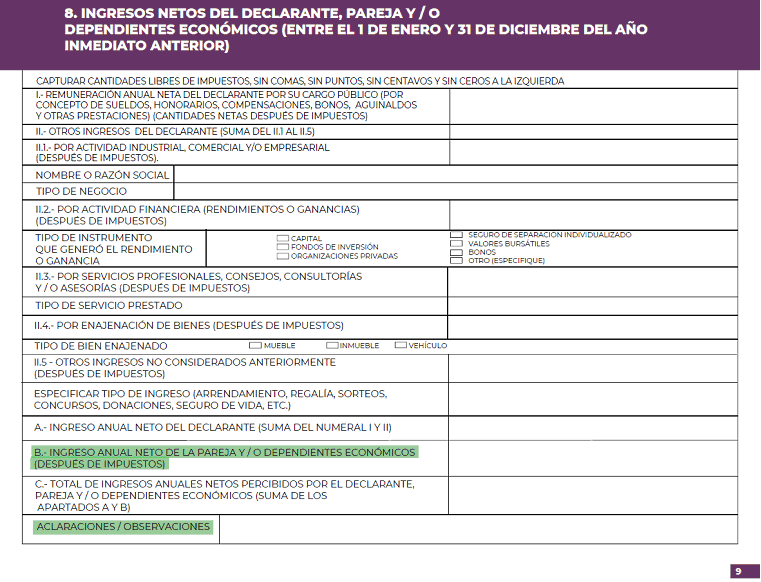 8. INGRESOS NETOS DEL DECLARANTE, PAREJA Y / O
DEPENDIENTES ECONÓMICOS (ENTRE EL 1 DE ENERO Y 31 DE DICIEMBRE DEL AÑO
INMEDIATO ANTERIOR)
CAPTURAR CANTIDADES LIBRES DE IMPUESTOS, SIN COMAS, SIN PUNTOS, SIN CENTAVOS Y SIN CEROS A LA IZQUIERDA
I.- REMUNERACIÓN ANUAL NETA DEL DECLARANTE POR SU CARGO PÚBLICO (POR
CONCEPTO DE SUELDOS, HONORARIOS, COMPENSACIONES, BONOS, AGUINALDOS
Y OTRAS PRESTACIONES) (CANTIDADES NETAS DESPUÉS DE IMPUESTOS)
II.- OTROS INGRESOS DEL DECLARANTE (SUMA DEL II.1 AL II.5)
II.1.- POR ACTIVIDAD INDUSTRIAL, COMERCIAL Y/O EMPRESARIAL
(DESPUÉS DE IMPUESTOS).
NOMBRE O RAZÓN SOCIAL
TIPO DE NEGOCIO
II.2.- POR ACTIVIDAD FINANCIERA (RENDIMIENTOS O GANANCIAS)
(DESPUÉS DE IMPUESTOS)
TIPO DE INSTRUMENTO
QUE GENERÓ EL RENDIMIENTO
O GANANCIA
CAPITAL
FONDOS DE INVERSIÓN
ORGANIZACIONES PRIVADAS
SEGURO DE SEPARACIÓN INDIVIDUALIZADO
VALORES BURSÁTILES
BONOS
OTRO (ESPECIFIQUE)
II.3.- POR SERVICIOS PROFESIONALES, CONSEJOS, CONSULTORÍAS
Y / O ASESORÍAS (DESPUÉS DE IMPUESTOS)
TIPO DE SERVICIO PRESTADO
II.4.- POR ENAJENACIÓN DE BIENES (DESPUÉS DE IMPUESTOS)
TIPO DE BIEN ENAJENADO MUEBLE INMUEBLE VEHÍCULO
II.5 - OTROS INGRESOS NO CONSIDERADOS ANTERIORMENTE
(DESPUÉS DE IMPUESTOS)
ESPECIFICAR TIPO DE INGRESO (ARRENDAMIENTO, REGALÍA, SORTEOS,
CONCURSOS, DONACIONES, SEGURO DE VIDA, ETC.)
A.- INGRESO ANUAL NETO DEL DECLARANTE (SUMA DEL NUMERAL I Y II)
B.- INGRESO ANUAL NETO DE LA PAREJA Y / O DEPENDIENTES ECONÓMICOS
(DESPUÉS DE IMPUESTOS)
C.- TOTAL DE INGRESOS ANUALES NETOS PERCIBIDOS POR EL DECLARANTE,
PAREJA Y / O DEPENDIENTES ECONÓMICOS (SUMA DE LOS
APARTADOS A Y B)
ACLARACIONES / OBSERVACIONES
9